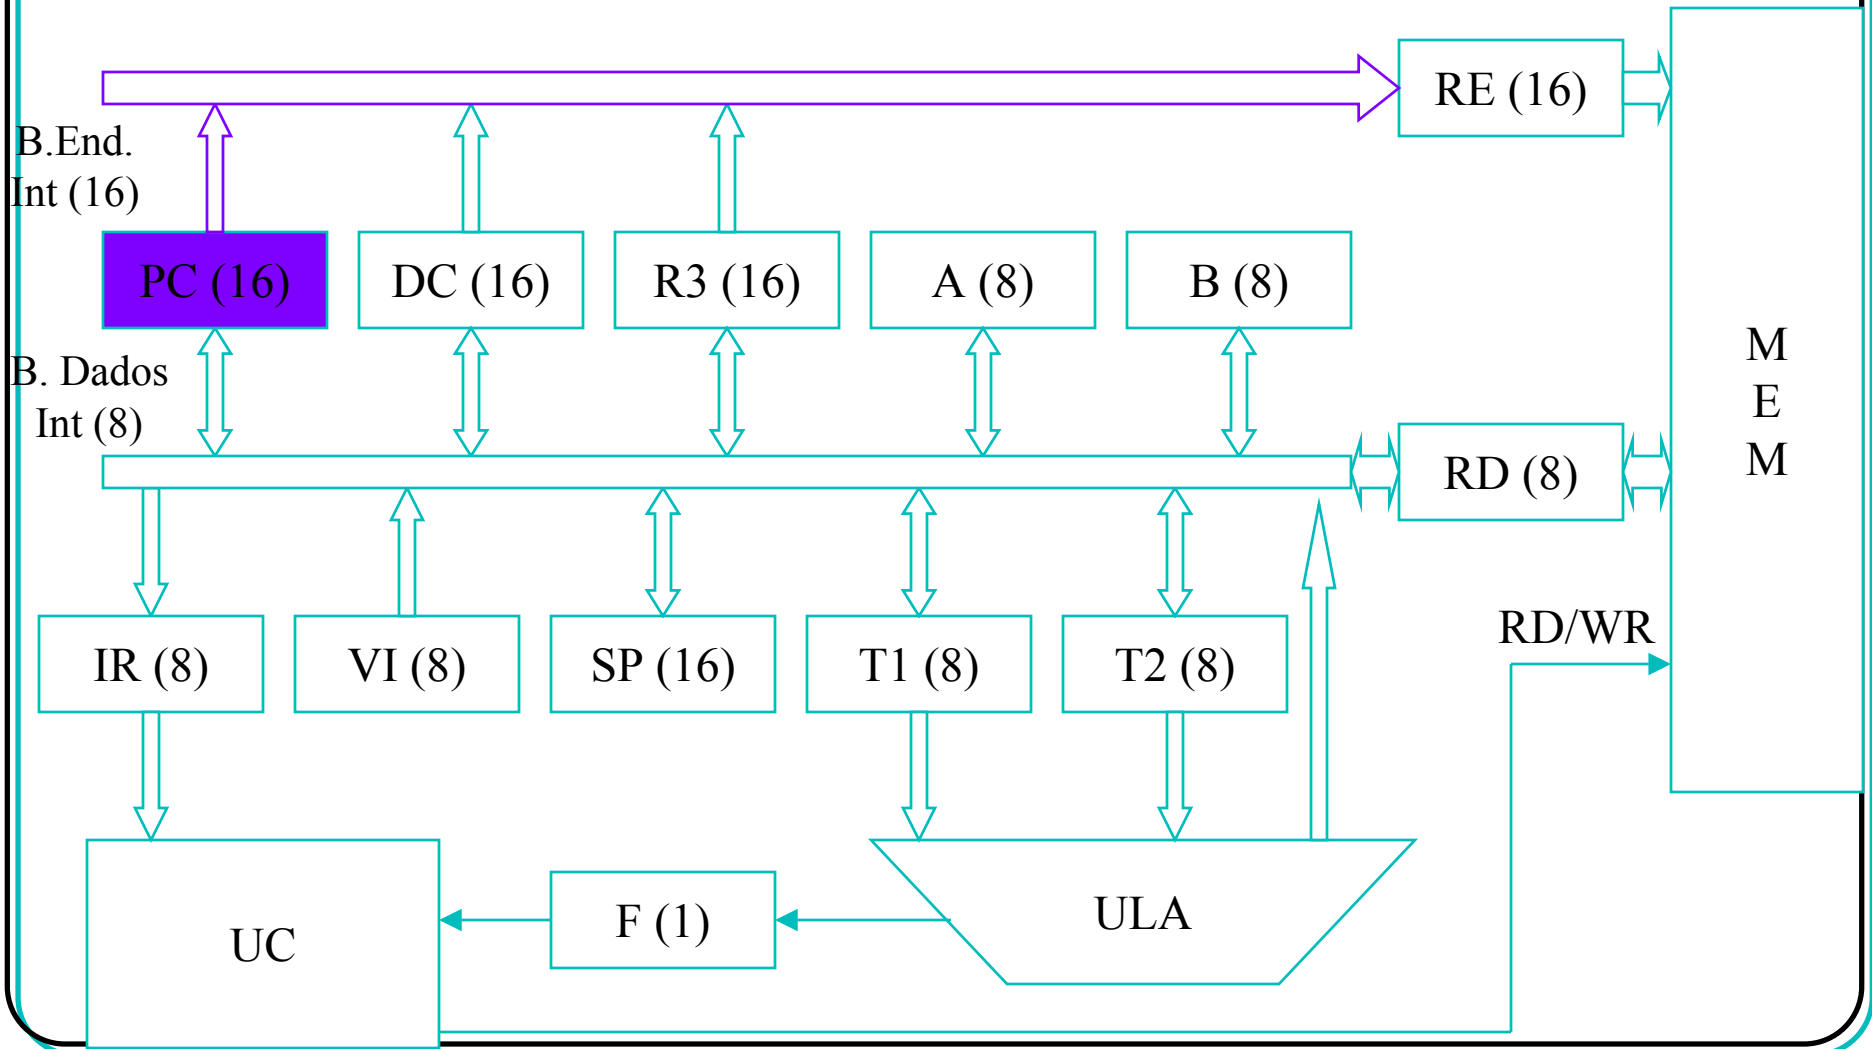 RE (16)
B.End.
Int (16)
PC (16)
DC (16)
R3 (16)
A (8)
B (8)
M
E
M
B. Dados
Int (8)
RD (8)
RD/WR
IR (8)
VI (8)
SP (16)
T1 (8)
T2 (8)
UC
F (1)
ULA